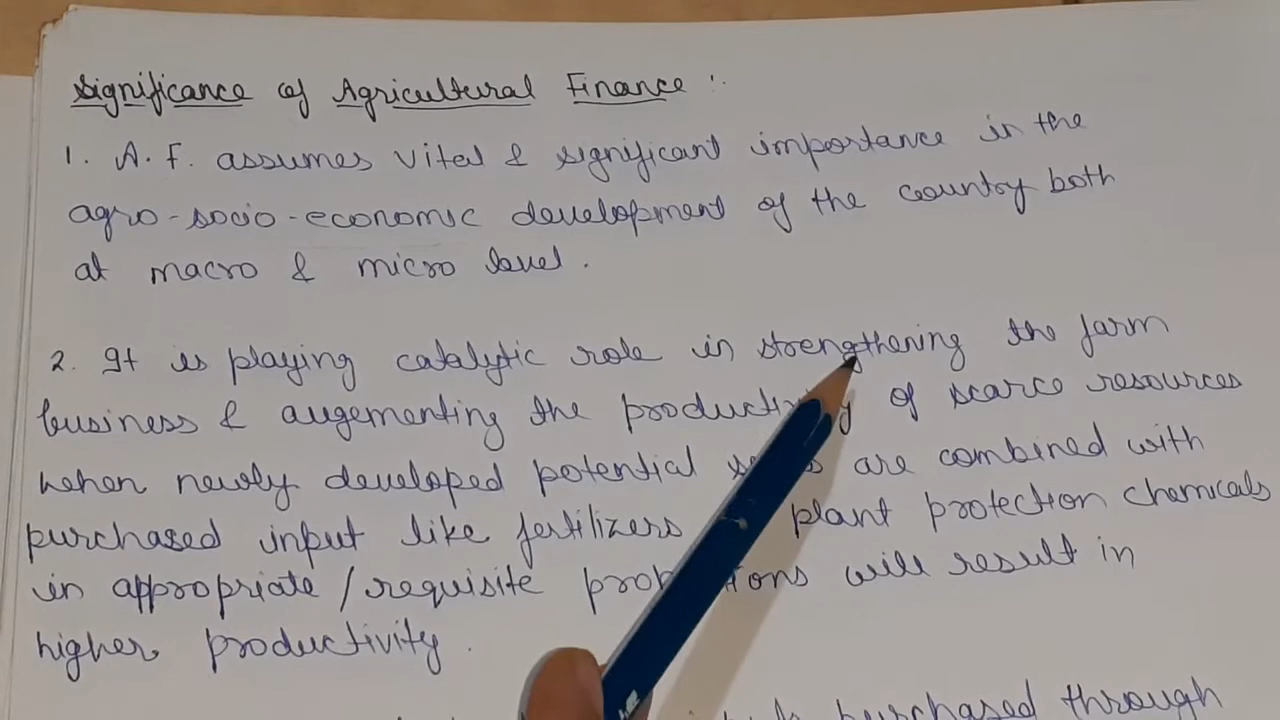 Significance of Agricultural Finance :
1. A.F. assumes vital & significant importance in the
agro-socio-economic development of the country both
at macro & micro level.
2. It is playing catalytic role in strengthening the farm
business & augementing the productivity of scarce resources
when newly developed potential are combined with
purchased input like fertilizers plant protection chemicals
in appropriate/requisite proportions will result in
higher productivity.
purchased through